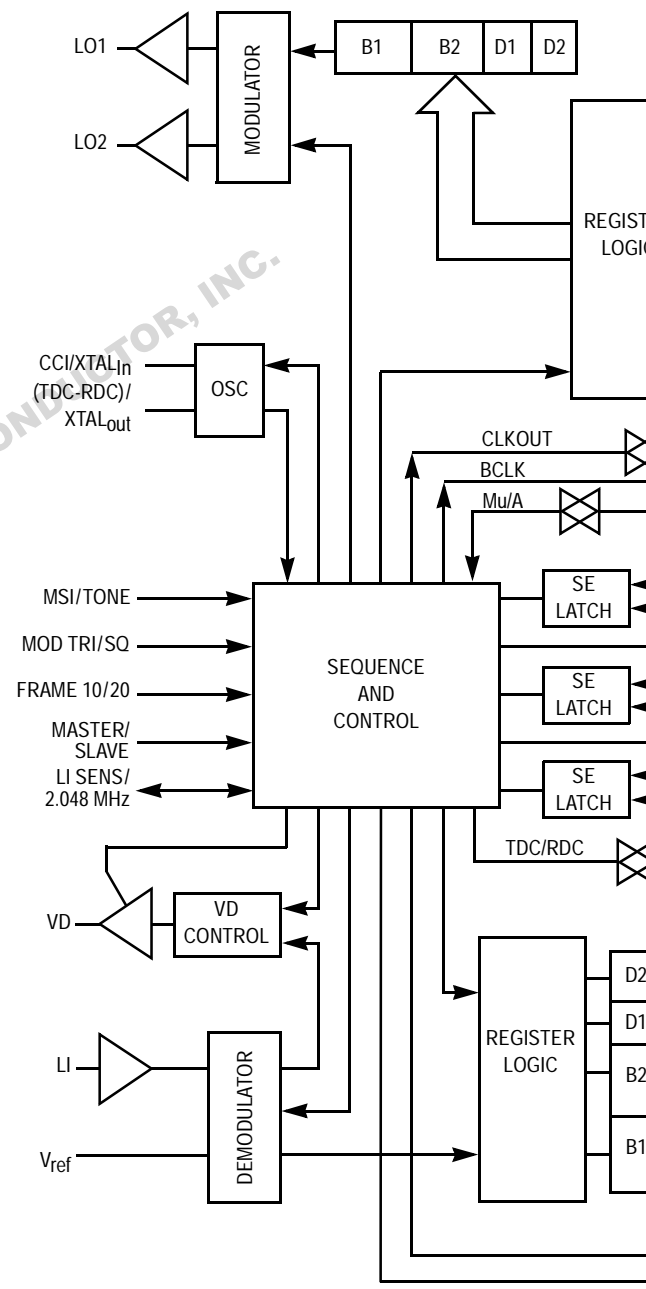 LO1
LO2
MODULATOR
B1 B2 D1 D2
REGIST
LOGIC
ONDUCTOR, INC.
CCI/XTALIn
(TDC-RDC)/
XTALout
OSC
CLKOUT
BCLK
Mu/A
MSI/TONE
MOD TRI/SQ
FRAME 10/20
MASTER/
SLAVE
LI SENS/
2.048 MHz
SEQUENCE
AND
CONTROL
SE
LATCH
SE
LATCH
SE
LATCH
TDC/RDC
VD
VD
CONTROL
LI
Vref
DEMODULATOR
REGISTER
LOGIC
D2
D1
B2
B1